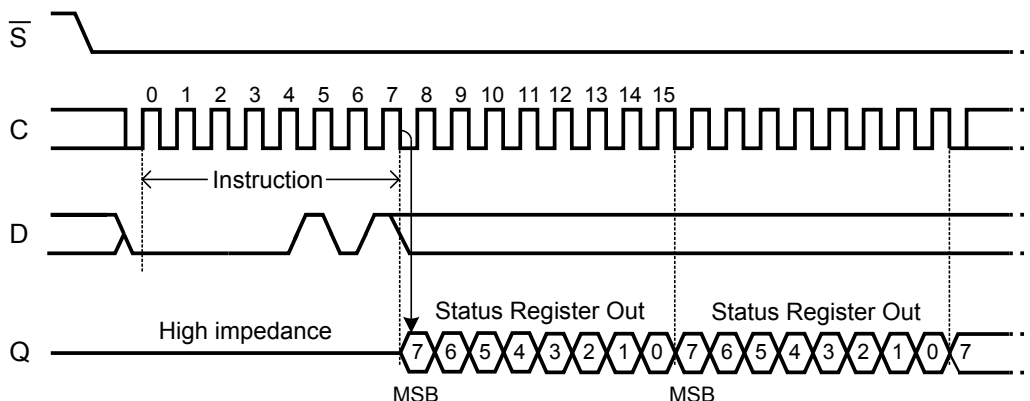 S
0 1 2 3 4 5 6 7 8 9 10 11 12 13 14 15
C
Instruction
D
Status Register Out Status Register Out
High impedance
Q 7 6 5 4 3 2 1 0 7 6 5 4 3 2 1 0 7
MSB MSB